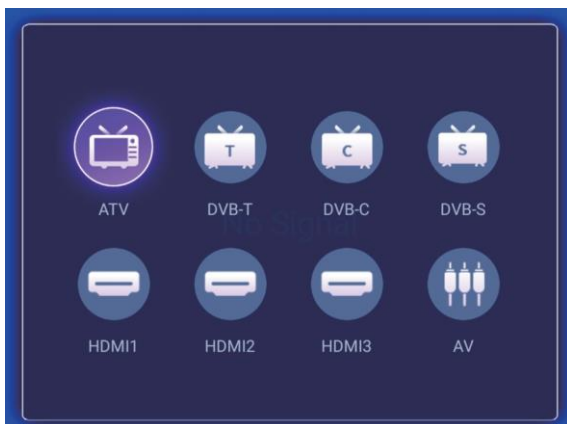 T
C
S
ATV
DVB-T
DVB-C
DVB-S
No Signal
HDMI1
HDMI2
HDMI3
AV